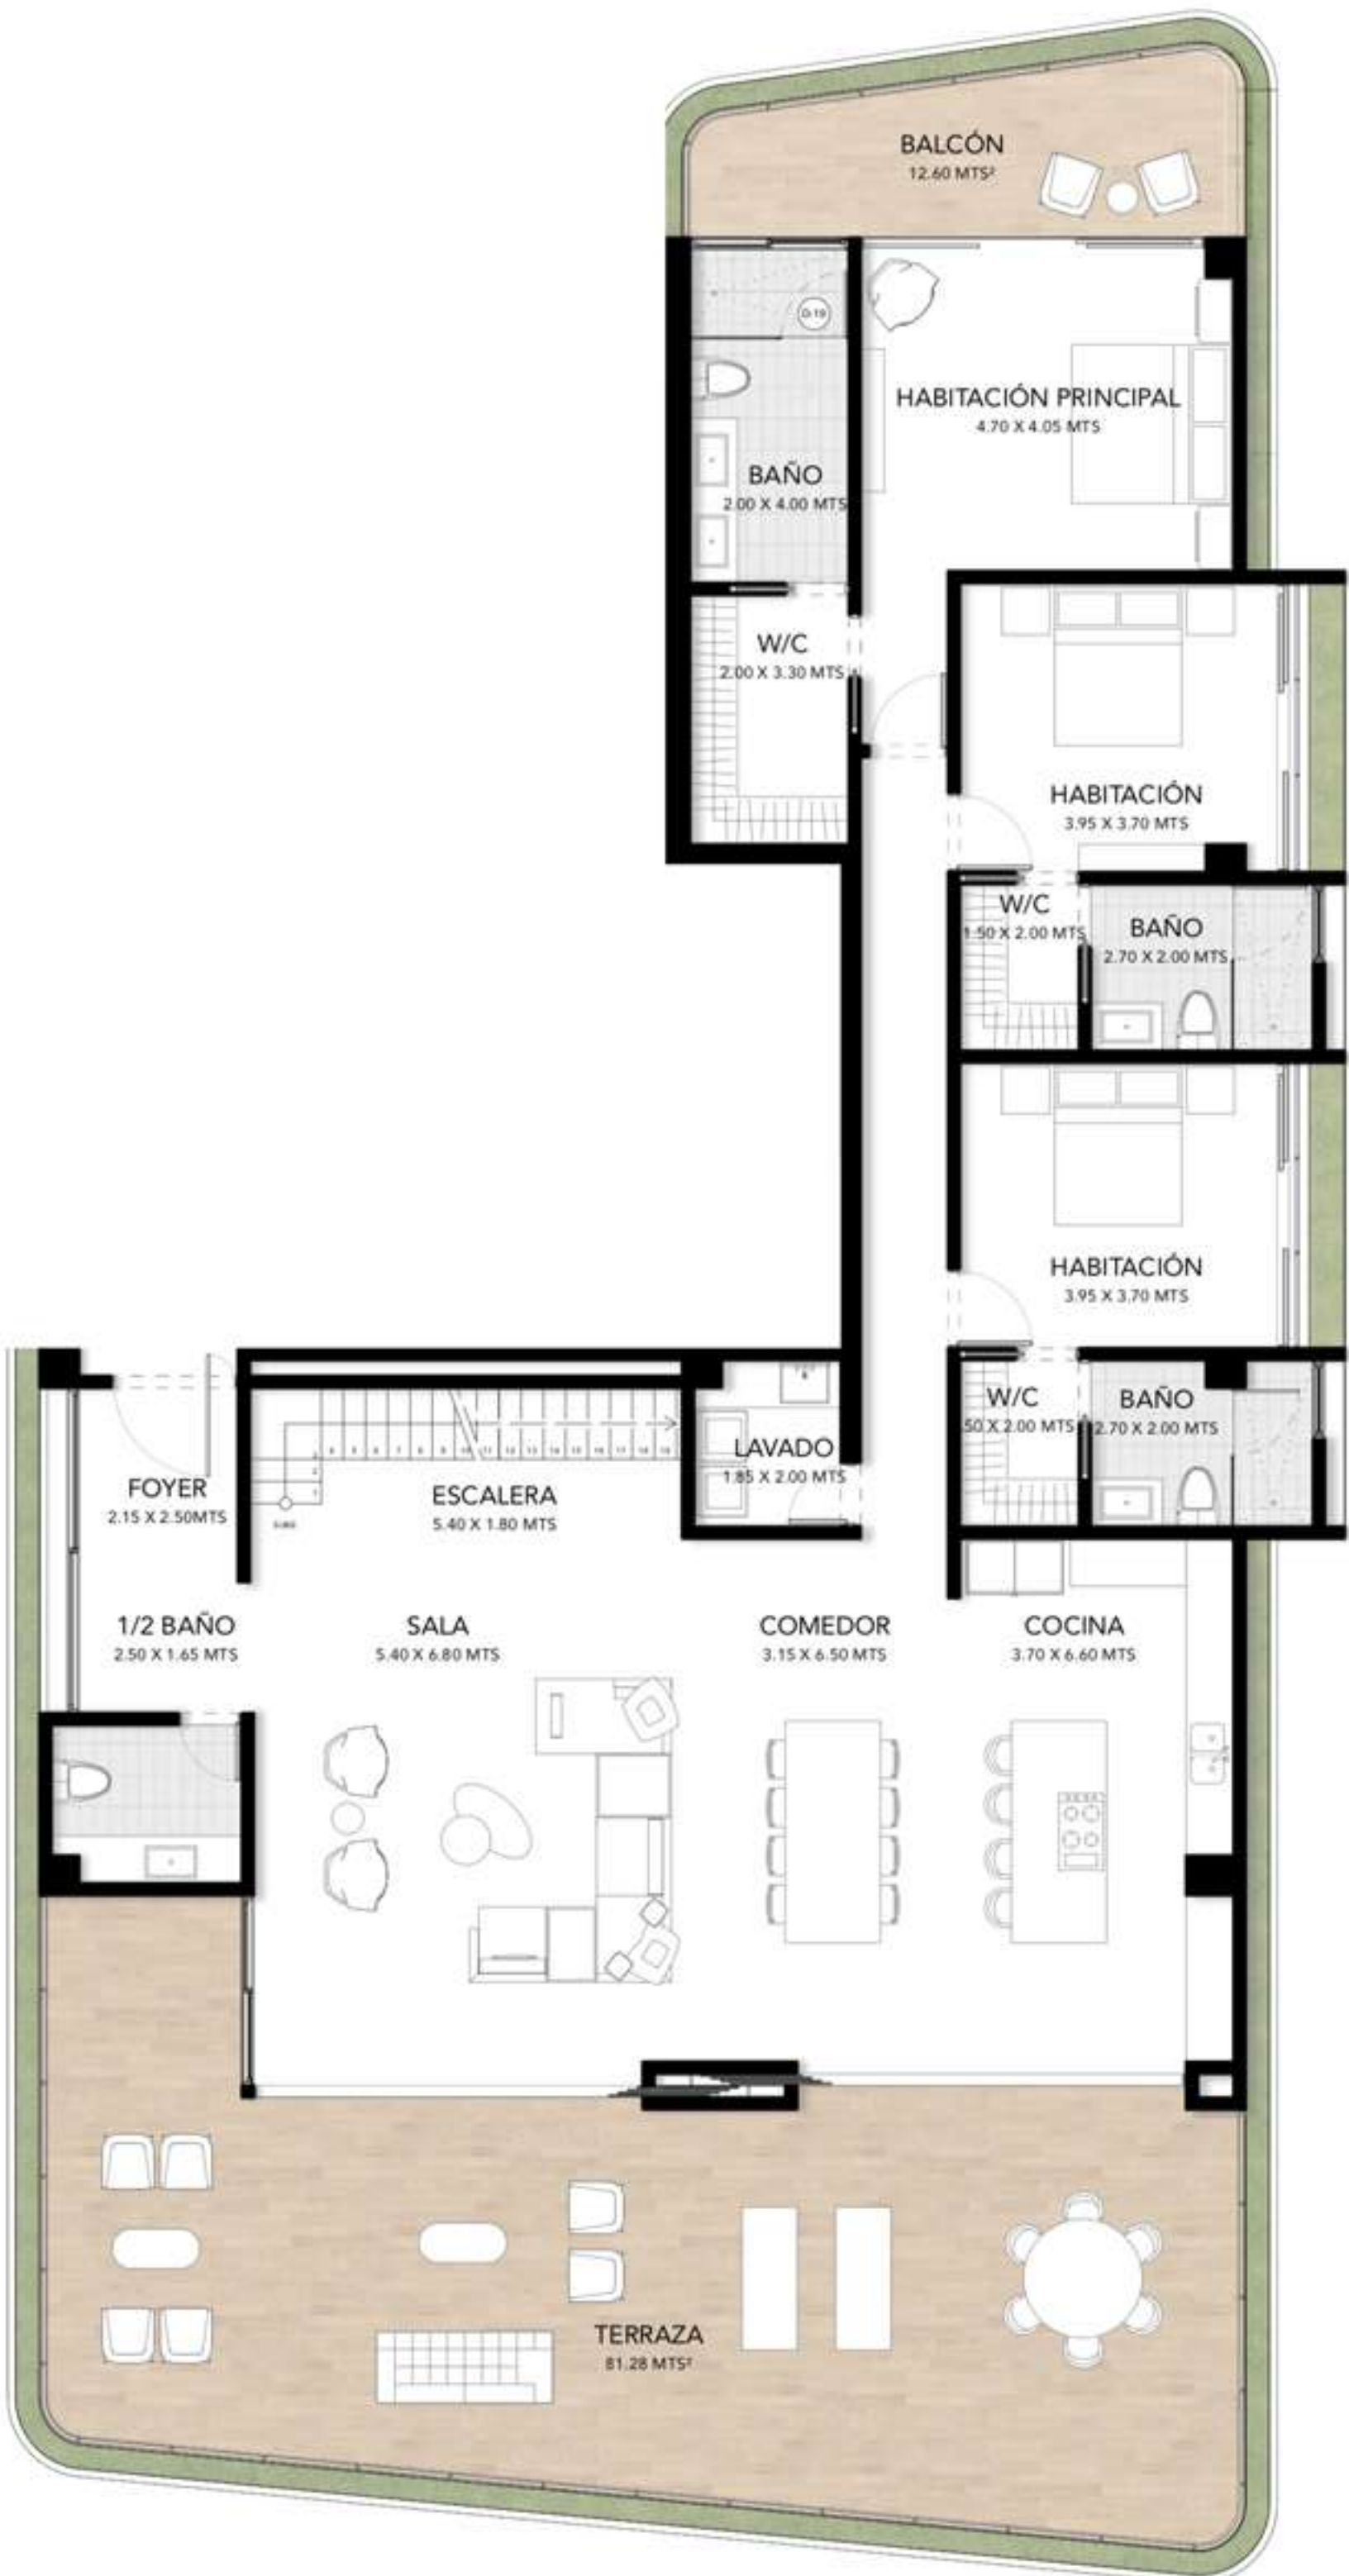 BALCÓN
12.60 MTS²
D-10
HABITACIÓN PRINCIPAL
4.70 X 4.05 MTS
BAÑO
2.00 X 4.00 MTS
W/C
2.00 X 3.30 MTS
HABITACIÓN
3.95 X 3.70 MTS
W/C
1.50 X 2.00 MTS
BAÑO
2.70 X 2.00 MTS
HABITACIÓN
3.95 X 3.70 MTS
W/C
50 X 2.00 MTS
BAÑO
2.70 X 2.00 MTS
LAVADO
1.85 X 2.00 MTS
FOYER
2.15 X 2.50MTS
ESCALERA
5.40 X 1.80 MTS
1/2 BAÑO
2.50 X 1.65 MTS
SALA
5.40 X 6.80 MTS
COMEDOR
3.15 X 6.50 MTS
COCINA
3.70 X 6.60 MTS
TERRAZA
81.28 MTS²